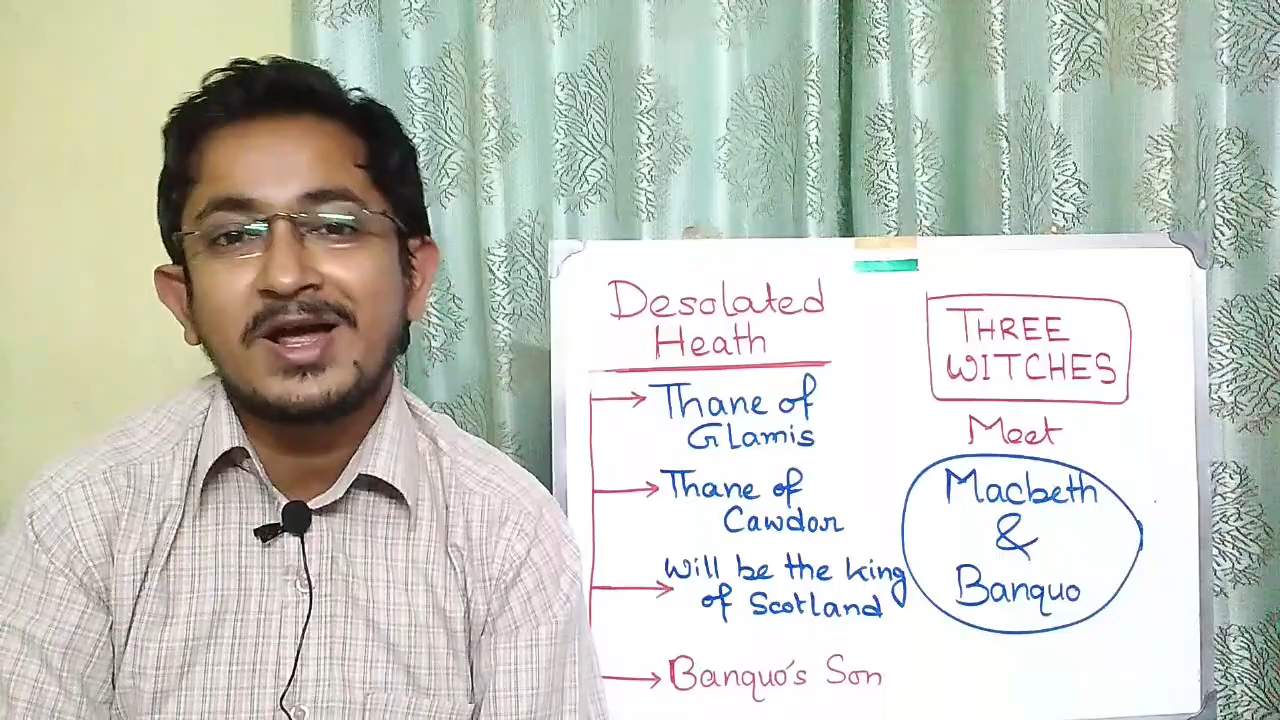 Desolated
Heath
Thane of
Glamis
Thane of
Cawdor
Will be the king
of Scotland
Banquo's Son
THREE
WITCHES
Meet
Macbeth
&
Banquo